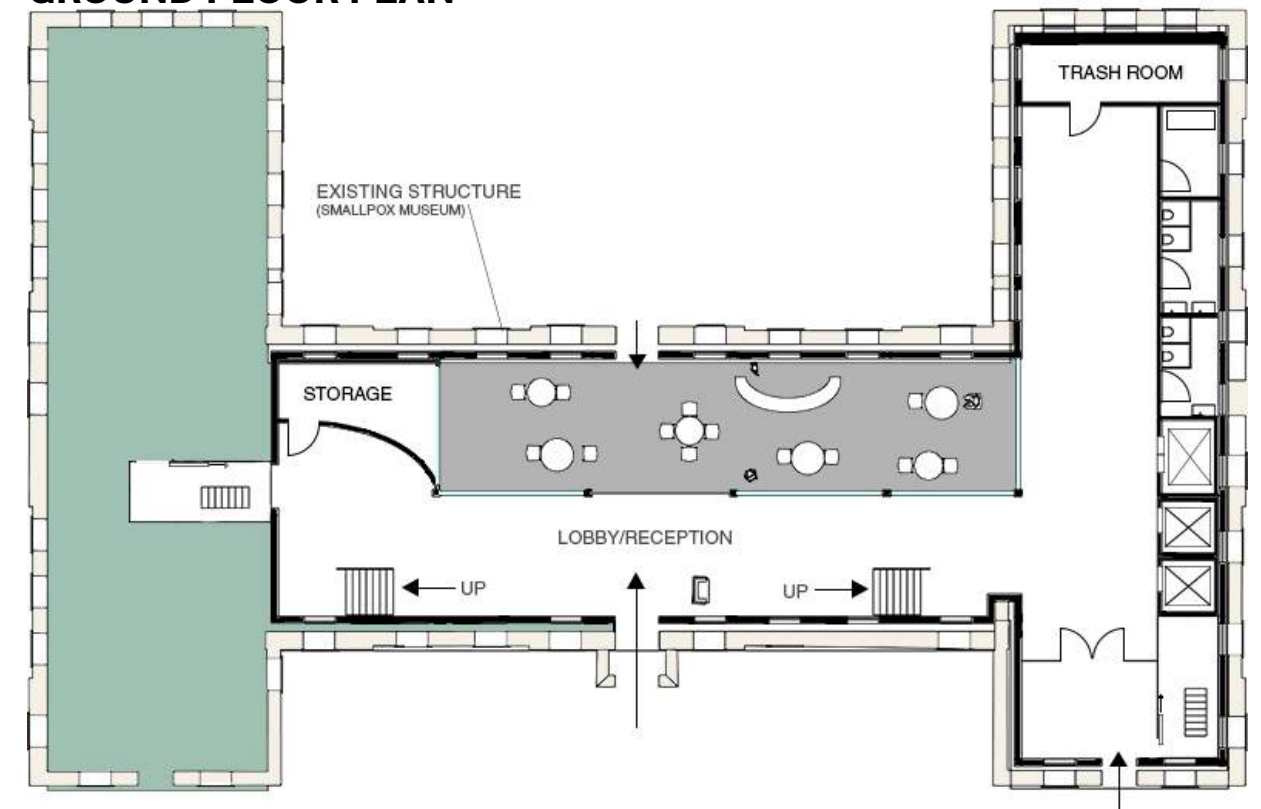 GROUND FLOOR PLAN
TRASH ROOM
EXISTING STRUCTURE
(SMALLPOX MUSEUM)
STORAGE
LOBBY/RECEPTION
UP
UP